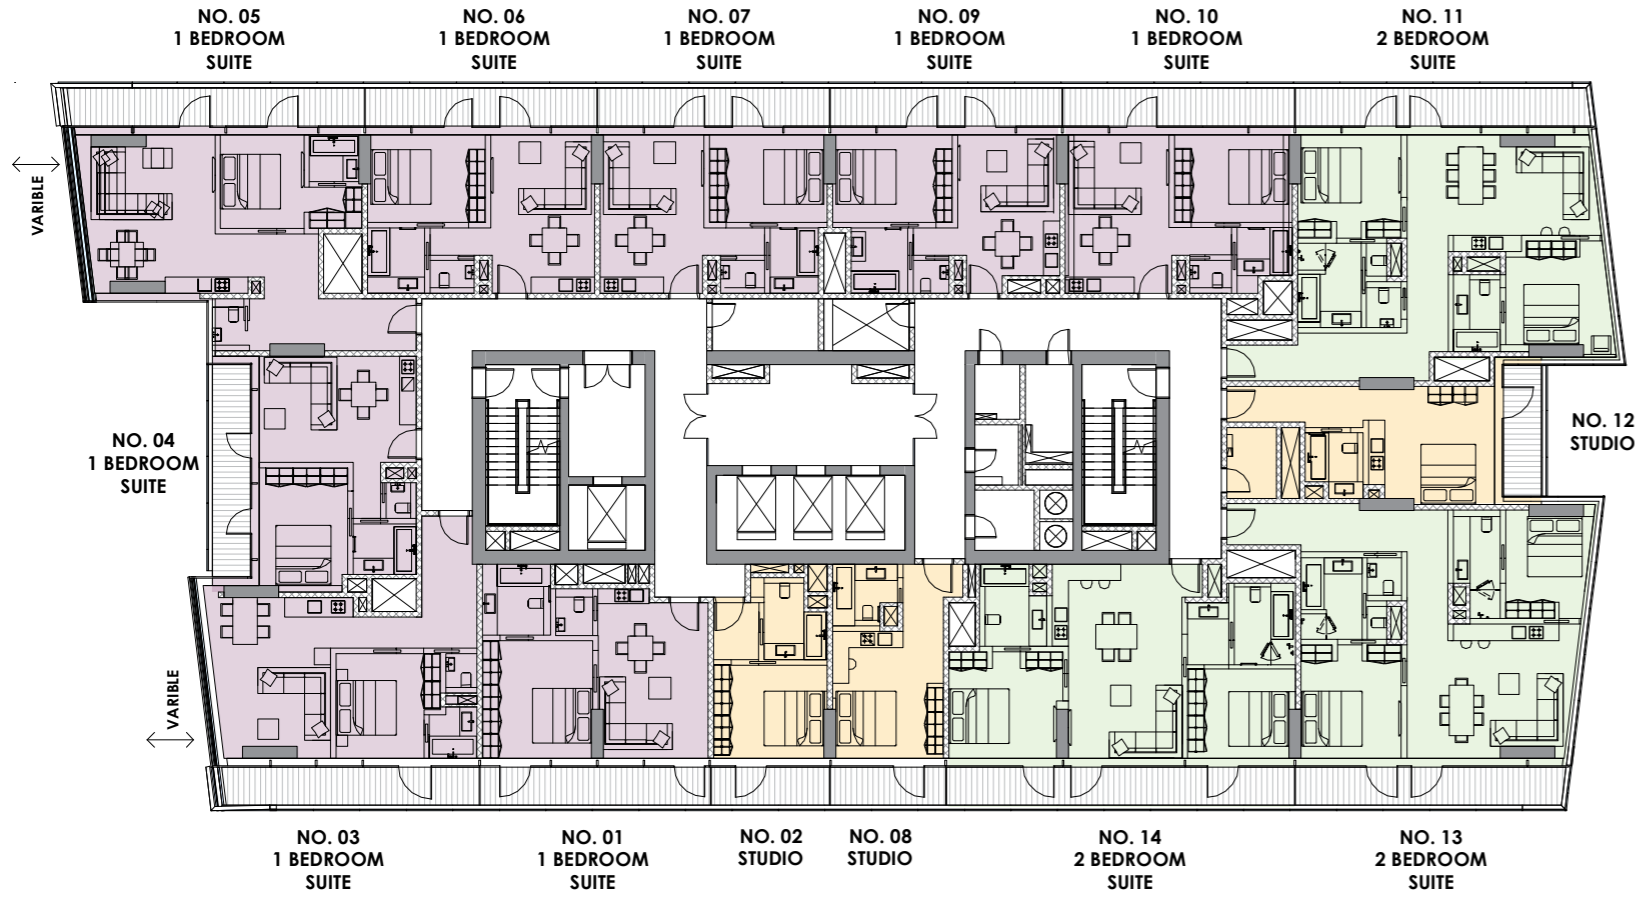 NO. 05
1 BEDROOM
SUITE
NO. 06
1 BEDROOM
SUITE
NO. 07
1 BEDROOM
SUITE
NO. 09
1 BEDROOM
SUITE
NO. 10
1 BEDROOM
SUITE
NO. 11
2 BEDROOM
SUITE
VARIBLE
NO. 04
1 BEDROOM
SUITE
NO. 12
STUDIO
VARIBLE
NO. 03
1 BEDROOM
SUITE
NO. 01
1 BEDROOM
SUITE
NO. 02
STUDIO
NO. 08
STUDIO
NO. 14
2 BEDROOM
SUITE
NO. 13
2 BEDROOM
SUITE